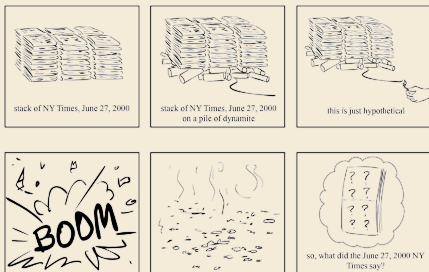 stack of NY Times, June 27, 2000
stack of NY Times, June 27, 2000
on a pile of dynamite
this is just hypothetical
BOOM
? ?
? ?
? ?
? ?
so, what did the June 27, 2000 NY
Times say?